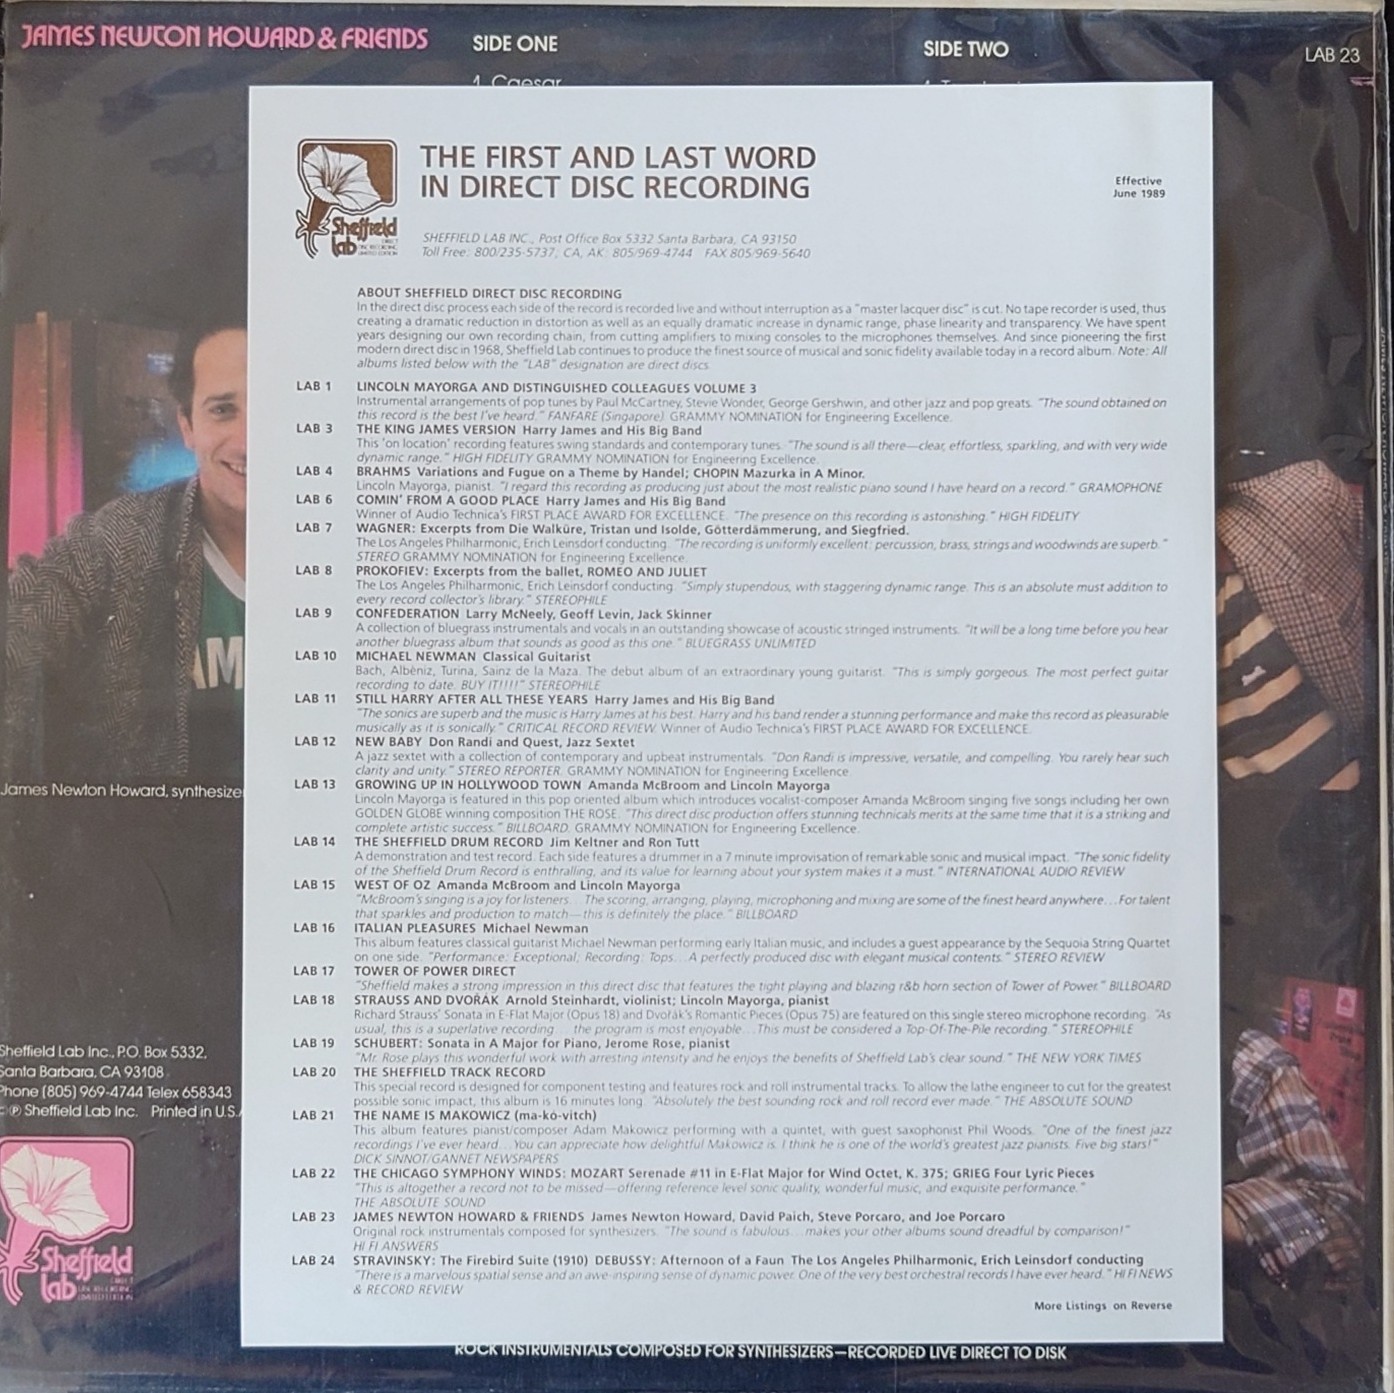 JAMES NEWTON HOWARD & FRIENDS
SIDE ONE
SIDE TWO
LAB 23
1. Caesar
THE FIRST AND LAST WORD
IN DIRECT DISC RECORDING
Effective
June 1989
Sheffield
lab
SHEFFIELD LAB INC., Post Office Box 5332 Santa Barbara, CA 93150
Toll Free: 800/235-5737, CA, AK: 805/969-4744 FAX 805/969-5640
ABOUT SHEFFIELD DIRECT DISC RECORDING
In the direct disc process each side of the record is recorded live and without interruption as a "master lacquer disc" is cut. No tape recorder is used, thus
creating a dramatic reduction in distortion as well as an equally dramatic increase in dynamic range, phase linearity and transparency. We have spent
years designing our own recording chain, from cutting amplifiers to mixing consoles to the microphones themselves. And since pioneering the first
modern direct disc in 1968, Sheffield Lab continues to produce the finest source of musical and sonic fidelity available today in a record album. Note: All
albums listed below with the "LAB" designation are direct discs.
LAB 1 LINCOLN MAYORGA AND DISTINGUISHED COLLEAGUES VOLUME 3
Instrumental arrangements of pop tunes by Paul McCartney, Stevie Wonder, George Gershwin, and other jazz and pop greats. "The sound obtained on
this record is the best I've heard." FANFARE (Singapore). GRAMMY NOMINATION for Engineering Excellence.
LAB 3 THE KING JAMES VERSION Harry James and His Big Band
This 'on location' recording features swing standards and contemporary tunes. "The sound is all there—clear, effortless, sparkling, and with very wide
dynamic range." HIGH FIDELITY GRAMMY NOMINATION for Engineering Excellence.
LAB 4 BRAHMS Variations and Fugue on a Theme by Handel; CHOPIN Mazurka in A Minor.
Lincoln Mayorga, pianist. "I regard this recording as producing just about the most realistic piano sound I have heard on a record." GRAMOPHONE
LAB 6 COMIN' FROM A GOOD PLACE Harry James and His Big Band
Winner of Audio Technica's FIRST PLACE AWARD FOR EXCELLENCE. "The presence on this recording is astonishing." HIGH FIDELITY
LAB 7 WAGNER: Excerpts from Die Walküre, Tristan und Isolde, Götterdämmerung, and Siegfried.
The Los Angeles Philharmonic, Erich Leinsdorf conducting. "The recording is uniformly excellent: percussion, brass, strings and woodwinds are superb."
STEREO GRAMMY NOMINATION for Engineering Excellence.
LAB 8 PROKOFIEV: Excerpts from the ballet, ROMEO AND JULIET
The Los Angeles Philharmonic, Erich Leinsdorf conducting. "Simply stupendous, with staggering dynamic range. This is an absolute must addition to
every record collector's library." STEREOPHILE
LAB 9 CONFEDERATION Larry McNeely, Geoff Levin, Jack Skinner
A collection of bluegrass instrumentals and vocals in an outstanding showcase of acoustic stringed instruments. "It will be a long time before you hear
another bluegrass album that sounds as good as this one." BLUEGRASS UNLIMITED
LAB 10 MICHAEL NEWMAN Classical Guitarist
Bach, Albéniz, Turina, Sainz de la Maza. The debut album of an extraordinary young guitarist. "This is simply gorgeous. The most perfect guitar
recording to date. BUY IT!!!!" STEREOPHILE
LAB 11 STILL HARRY AFTER ALL THESE YEARS Harry James and His Big Band
"The sonics are superb and the music is Harry James at his best. Harry and his band render a stunning performance and make this record as pleasurable
musically as it is sonically." CRITICAL RECORD REVIEW. Winner of Audio Technica's FIRST PLACE AWARD FOR EXCELLENCE.
LAB 12 NEW BABY Don Randi and Quest, Jazz Sextet
A jazz sextet with a collection of contemporary and upbeat instrumentals. "Don Randi is impressive, versatile, and compelling. You rarely hear such
clarity and unity." STEREO REPORTER. GRAMMY NOMINATION for Engineering Excellence.
LAB 13 GROWING UP IN HOLLYWOOD TOWN Amanda McBroom and Lincoln Mayorga
Lincoln Mayorga is featured in this pop oriented album which introduces vocalist-composer Amanda McBroom singing five songs including her own
GOLDEN GLOBE winning composition THE ROSE. "This direct disc production offers stunning technicals merits at the same time that it is a striking and
complete artistic success." BILLBOARD. GRAMMY NOMINATION for Engineering Excellence.
LAB 14 THE SHEFFIELD DRUM RECORD Jim Keltner and Ron Tutt
A demonstration and test record. Each side features a drummer in a 7 minute improvisation of remarkable sonic and musical impact. "The sonic fidelity
of the Sheffield Drum Record is enthralling, and its value for learning about your system makes it a must." INTERNATIONAL AUDIO REVIEW
LAB 15 WEST OF OZ Amanda McBroom and Lincoln Mayorga
"McBroom's singing is a joy for listeners. . . The scoring, arranging, playing, microphoning and mixing are some of the finest heard anywhere. . . For talent
that sparkles and production to match—this is definitely the place." BILLBOARD
LAB 16 ITALIAN PLEASURES Michael Newman
This album features classical guitarist Michael Newman performing early Italian music, and includes a guest appearance by the Sequoia String Quartet
on one side. "Performance: Exceptional; Recording: Tops. . . A perfectly produced disc with elegant musical contents." STEREO REVIEW
LAB 17 TOWER OF POWER DIRECT
"Sheffield makes a strong impression in this direct disc that features the tight playing and blazing r&b horn section of Tower of Power." BILLBOARD
LAB 18 STRAUSS AND DVOŘÁK Arnold Steinhardt, violinist; Lincoln Mayorga, pianist
Richard Strauss' Sonata in E-Flat Major (Opus 18) and Dvořák's Romantic Pieces (Opus 75) are featured on this single stereo microphone recording. "As
usual, this is a superlative recording. . . the program is most enjoyable. . . This must be considered a Top-Of-The-Pile recording." STEREOPHILE
LAB 19 SCHUBERT: Sonata in A Major for Piano, Jerome Rose, pianist
"Mr. Rose plays this wonderful work with arresting intensity and he enjoys the benefits of Sheffield Lab's clear sound." THE NEW YORK TIMES
LAB 20 THE SHEFFIELD TRACK RECORD
This special record is designed for component testing and features rock and roll instrumental tracks. To allow the lathe engineer to cut for the greatest
possible sonic impact, this album is 16 minutes long. "Absolutely the best sounding rock and roll record ever made." THE ABSOLUTE SOUND
LAB 21 THE NAME IS MAKOWICZ (ma-kó-vitch)
This album features pianist/composer Adam Makowicz performing with a quintet, with guest saxophonist Phil Woods. "One of the finest jazz
recordings I've ever heard. . . You can appreciate how delightful Makowicz is. I think he is one of the world's greatest jazz pianists. Five big stars!"
DICK SINNOT/GANNET NEWSPAPERS
LAB 22 THE CHICAGO SYMPHONY WINDS: MOZART Serenade #11 in E-Flat Major for Wind Octet, K. 375; GRIEG Four Lyric Pieces
"This is altogether a record not to be missed—offering reference level sonic quality, wonderful music, and exquisite performance."
THE ABSOLUTE SOUND
LAB 23 JAMES NEWTON HOWARD & FRIENDS James Newton Howard, David Paich, Steve Porcaro, and Joe Porcaro
Original rock instrumentals composed for synthesizers. "The sound is fabulous. . . makes your other albums sound dreadful by comparison!"
HI FI ANSWERS
LAB 24 STRAVINSKY: The Firebird Suite (1910) DEBUSSY: Afternoon of a Faun The Los Angeles Philharmonic, Erich Leinsdorf conducting
"There is a marvelous spatial sense and an awe-inspiring sense of dynamic power. One of the very best orchestral records I have ever heard." HI FI NEWS
& RECORD REVIEW
More Listings on Reverse
AM
James Newton Howard, synthesize
Sheffield Lab Inc., P.O. Box 5332,
Santa Barbara, CA 93108
Phone (805) 969-4744 Telex 658343
℗ Sheffield Lab Inc. Printed in U.S.
Sheffield
lab
ROCK INSTRUMENTALS COMPOSED FOR SYNTHESIZERS—RECORDED LIVE DIRECT TO DISK